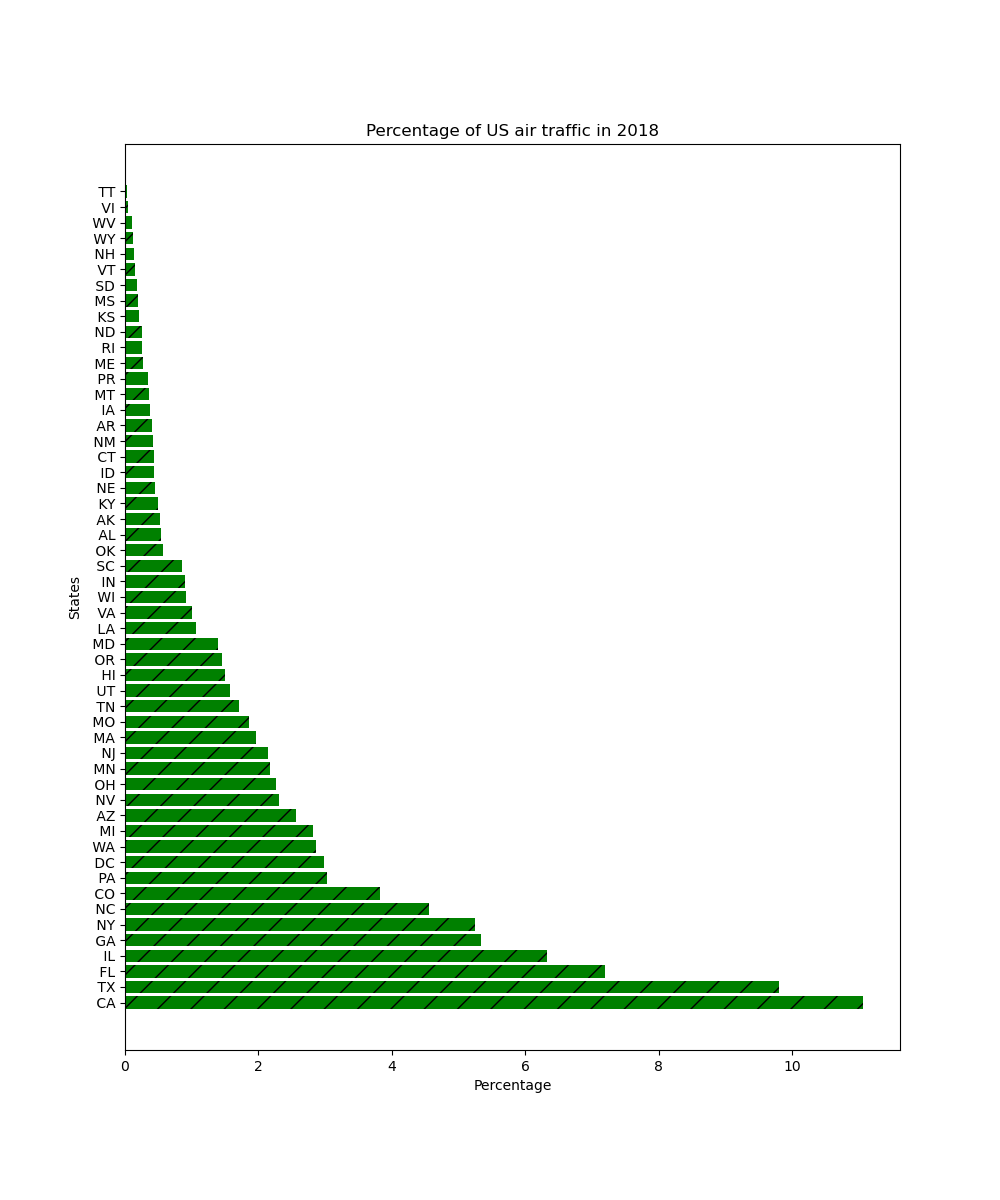 Percentage of US air traffic in 2018
TT
VI
WV
WY
NH
VT
SD
MS
KS
ND
RI
ME
PR
MT
IA
AR
NM
CT
ID
NE
KY
AK
AL
OK
SC
IN
WI
VA
LA
MD
OR
HI
UT
TN
MO
MA
NJ
MN
OH
NV
AZ
MI
WA
DC
PA
CO
NC
NY
GA
IL
FL
TX
CA
States
0 2 4 6 8 10
Percentage